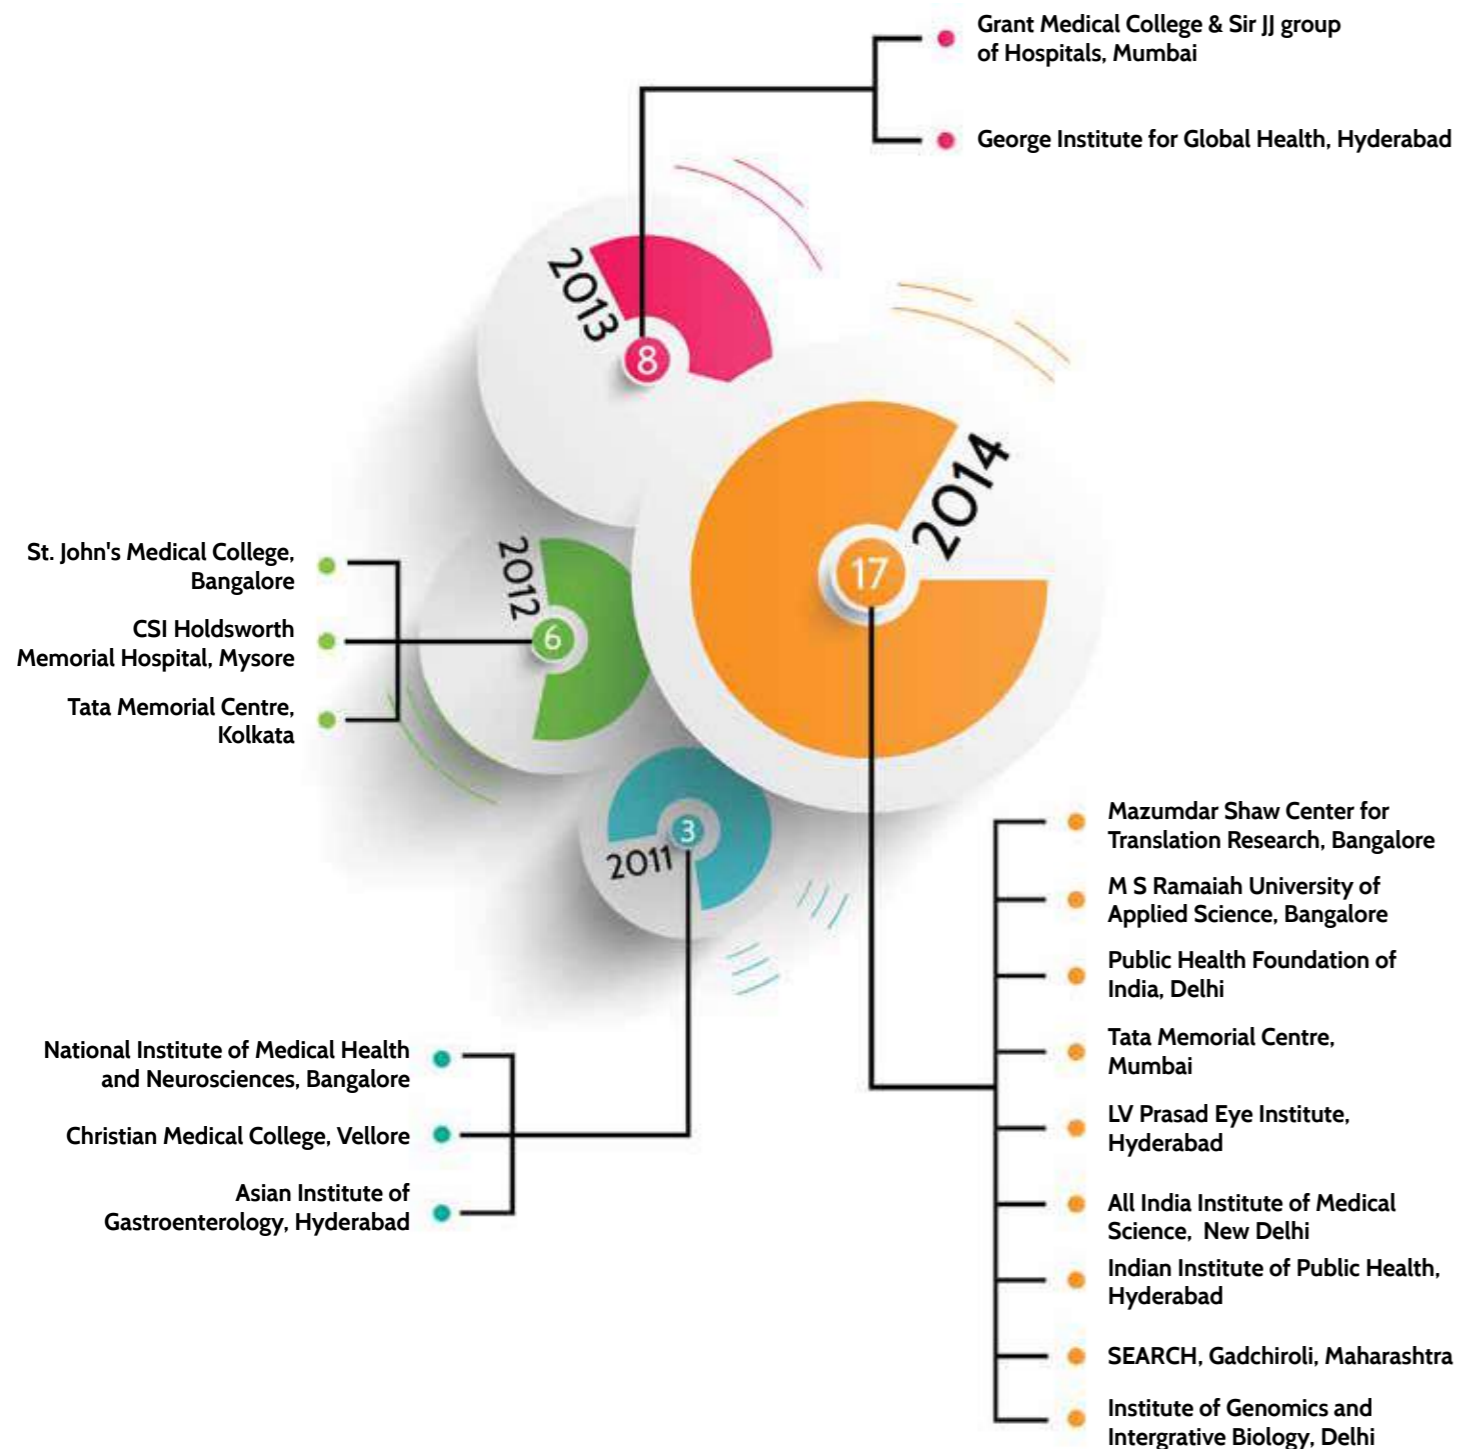 Grant Medical College & Sir JJ group
of Hospitals, Mumbai
George Institute for Global Health, Hyderabad
2013
8
2014
17
St. John's Medical College,
Bangalore
CSI Holdsworth
Memorial Hospital, Mysore
Tata Memorial Centre,
Kolkata
2012
6
2011
3
Mazumdar Shaw Center for
Translation Research, Bangalore
M S Ramaiah University of
Applied Science, Bangalore
Public Health Foundation of
India, Delhi
Tata Memorial Centre,
Mumbai
LV Prasad Eye Institute,
Hyderabad
All India Institute of Medical
Science, New Delhi
Indian Institute of Public Health,
Hyderabad
SEARCH, Gadchiroli, Maharashtra
Institute of Genomics and
Intergrative Biology, Delhi
National Institute of Medical Health
and Neurosciences, Bangalore
Christian Medical College, Vellore
Asian Institute of
Gastroenterology, Hyderabad